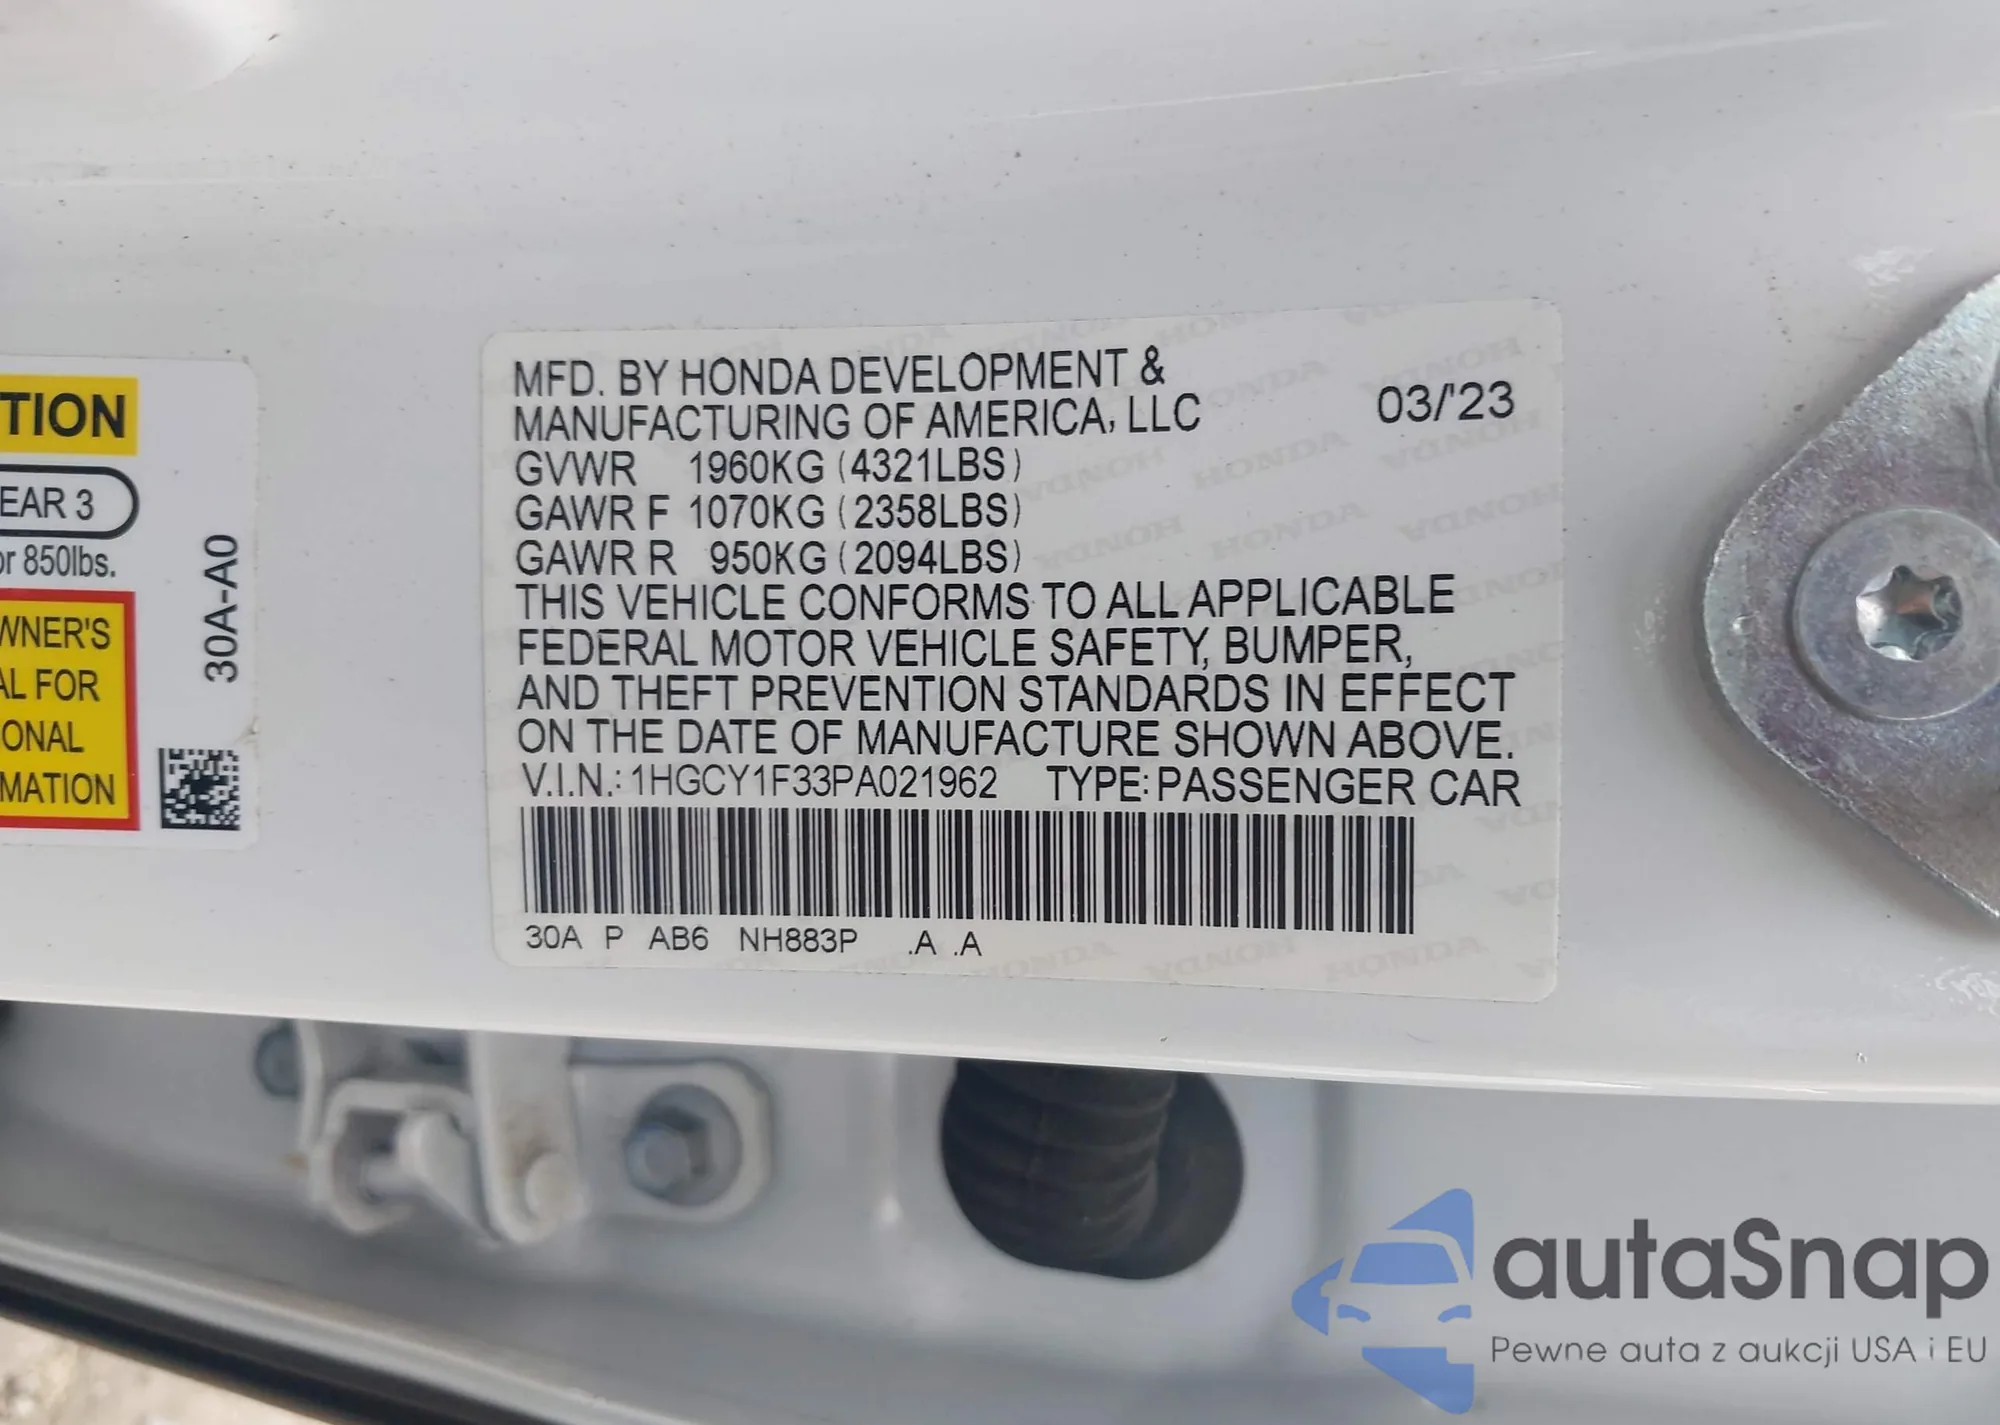 TION
EAR 3
or 850lbs.
WNER'S
AL FOR
ONAL
MATION
30A-A0
MFD. BY HONDA DEVELOPMENT &
MANUFACTURING OF AMERICA, LLC
03/'23
GVWR 1960KG (4321LBS)
GAWR F 1070KG (2358LBS)
GAWR R 950KG (2094LBS)
THIS VEHICLE CONFORMS TO ALL APPLICABLE
FEDERAL MOTOR VEHICLE SAFETY, BUMPER,
AND THEFT PREVENTION STANDARDS IN EFFECT
ON THE DATE OF MANUFACTURE SHOWN ABOVE.
V.I.N.: 1HGCY1F33PA021962 TYPE: PASSENGER CAR
30A P AB6 NH883P .A .A
autaSnap
Pewne auta z aukcji USA i EU